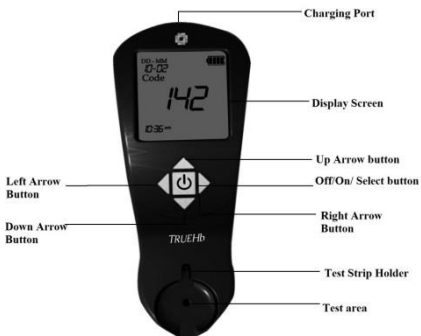 Charging Port
DD-MM
10-02
Code
142
10:36 am
Display Screen
Up Arrow button
Left Arrow
Button
Off/On/ Select button
Down Arrow
Button
Right Arrow
Button
TRUEHb
Test Strip Holder
Test area